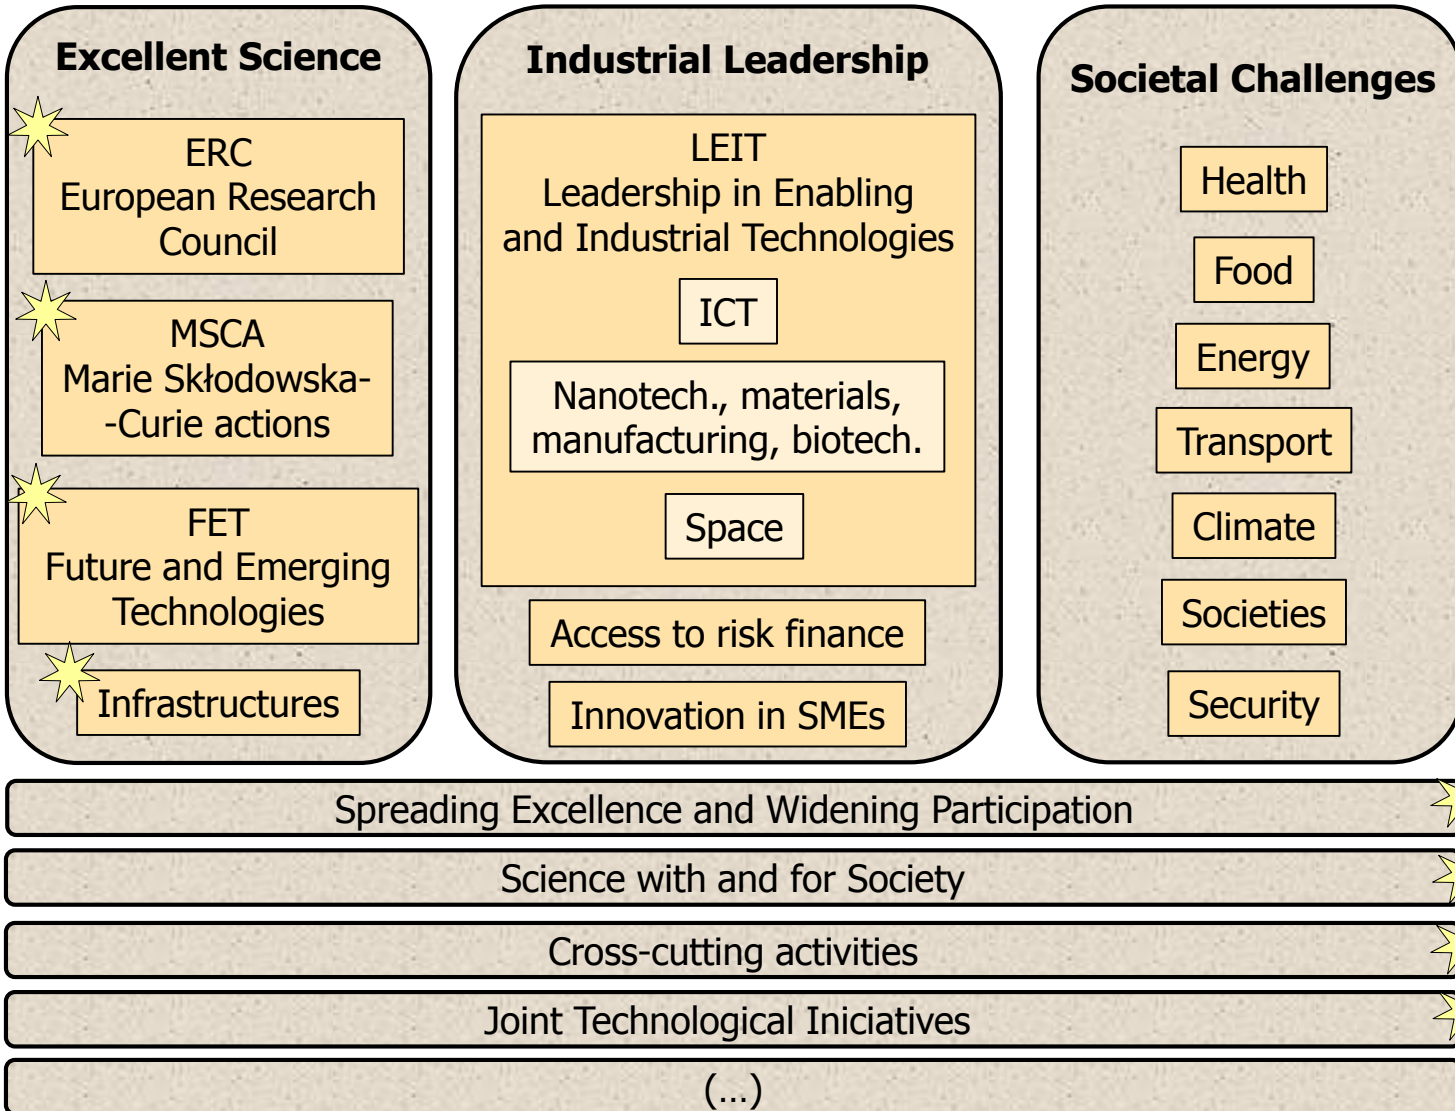 Excellent Science
ERC
European Research
Council
MSCA
Marie Skłodowska-
-Curie actions
FET
Future and Emerging
Technologies
Infrastructures
Industrial Leadership
LEIT
Leadership in Enabling
and Industrial Technologies
ICT
Nanotech., materials,
manufacturing, biotech.
Space
Access to risk finance
Innovation in SMEs
Societal Challenges
Health
Food
Energy
Transport
Climate
Societies
Security
Spreading Excellence and Widening Participation
Science with and for Society
Cross-cutting activities
Joint Technological Iniciatives
(...)